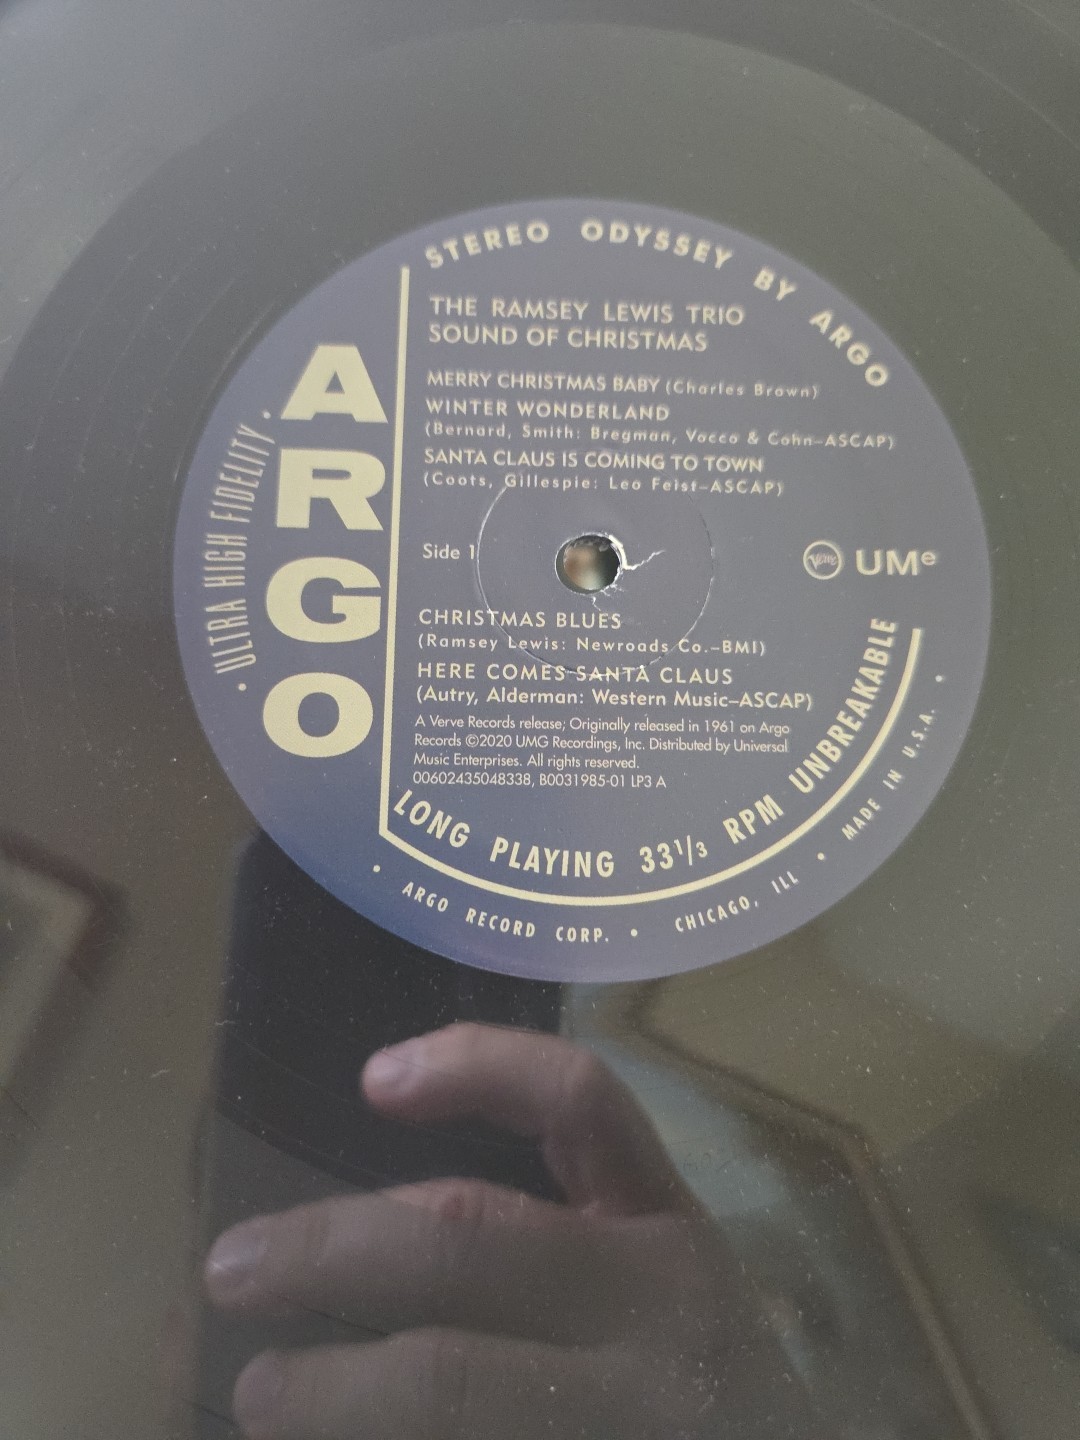 STEREO ODYSSEY BY ARGO
THE RAMSEY LEWIS TRIO
SOUND OF CHRISTMAS
MERRY CHRISTMAS BABY (Charles Brown)
WINTER WONDERLAND
(Bernard, Smith: Bregman, Vocco & Cohn–ASCAP)
SANTA CLAUS IS COMING TO TOWN
(Coots, Gillespie: Leo Feist–ASCAP)
Side 1
Verve UMe
CHRISTMAS BLUES
(Ramsey Lewis: Newroads Co.–BMI)
HERE COMES SANTA CLAUS
(Autry, Alderman: Western Music–ASCAP)
A Verve Records release; Originally released in 1961 on Argo
Records ©2020 UMG Recordings, Inc. Distributed by Universal
Music Enterprises. All rights reserved.
00602435048338, B0031985-01 LP3 A
LONG PLAYING 33⅓ RPM UNBREAKABLE
• ARGO RECORD CORP. • CHICAGO, ILL • MADE IN U.S.A. •
• ULTRA HIGH FIDELITY •
ARGO